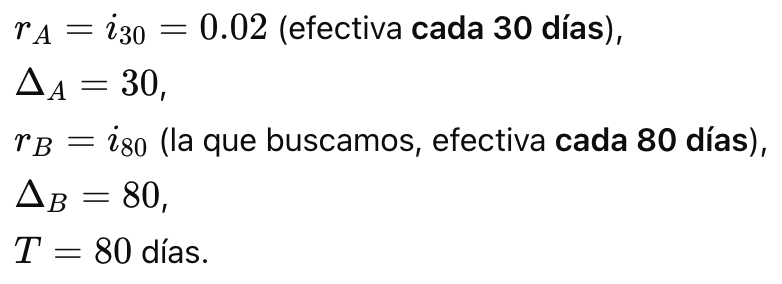 r_A = i_30 = 0.02 (efectiva cada 30 días),
Δ_A = 30,
r_B = i_80 (la que buscamos, efectiva cada 80 días),
Δ_B = 80,
T = 80 días.